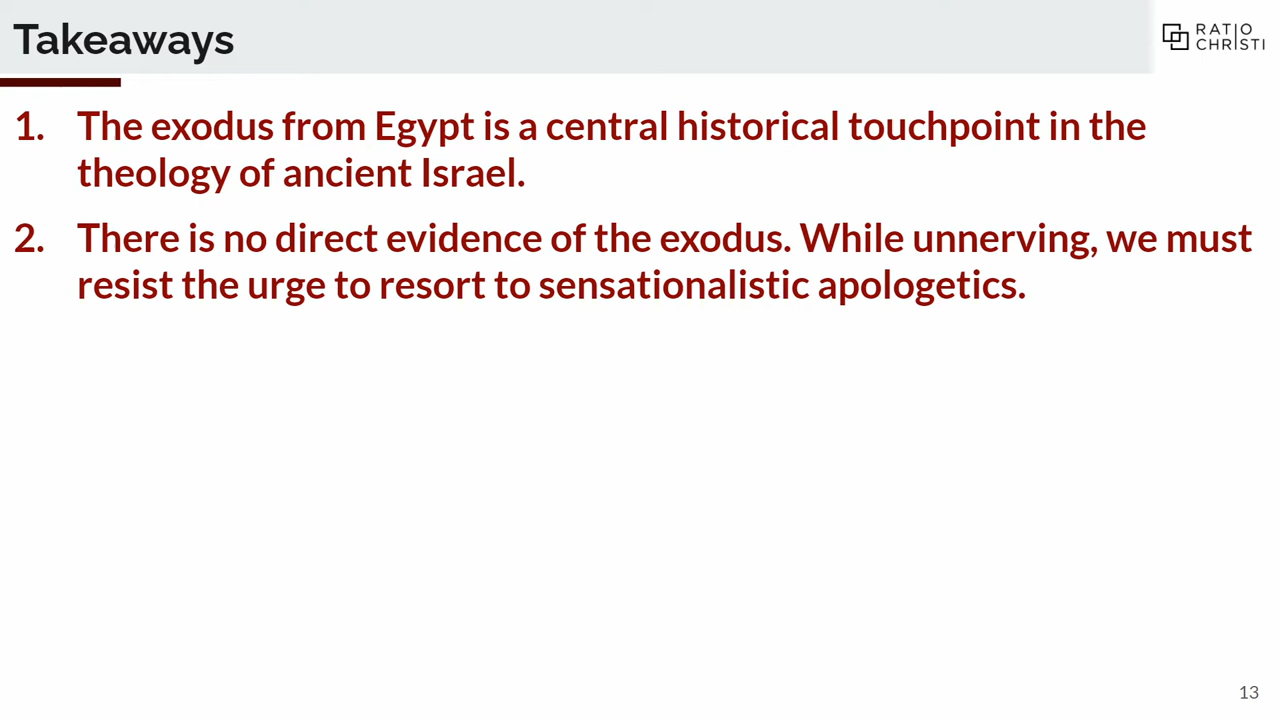 Takeaways
RATIO
CHRISTI
1. The exodus from Egypt is a central historical touchpoint in the
theology of ancient Israel.
2. There is no direct evidence of the exodus. While unnerving, we must
resist the urge to resort to sensationalistic apologetics.
13